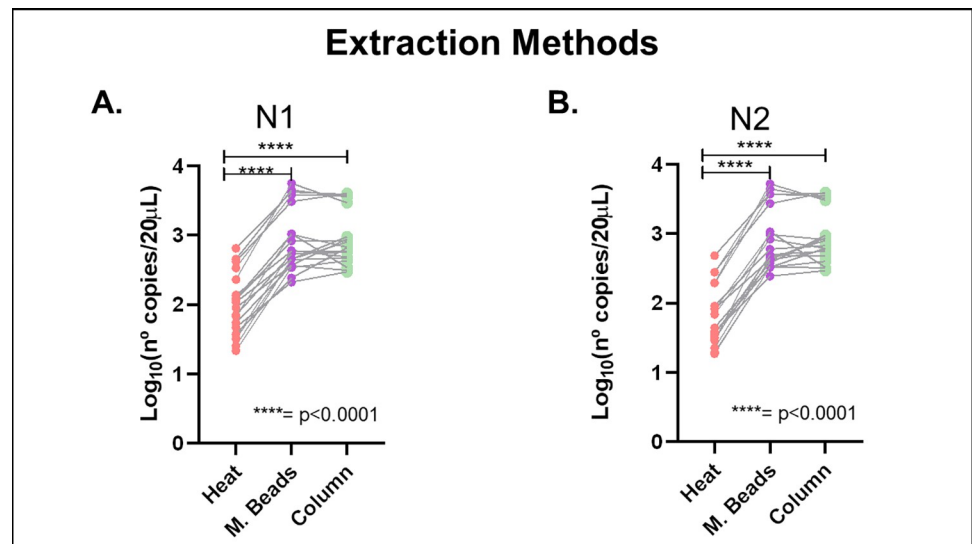 Extraction Methods
A.
N1
****
****
Log10(nº copies/20µL)
4
3
2
1
0
****= p<0.0001
Heat
M. Beads
Column
B.
N2
****
****
Log10(nº copies/20µL)
4
3
2
1
0
****= p<0.0001
Heat
M. Beads
Column